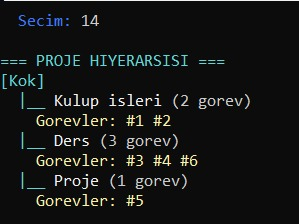 Secim: 14
=== PROJE HIYERARSISI ===
[Kok]
|__ Kulup isleri (2 gorev)
Gorevler: #1 #2
|__ Ders (3 gorev)
Gorevler: #3 #4 #6
|__ Proje (1 gorev)
Gorevler: #5